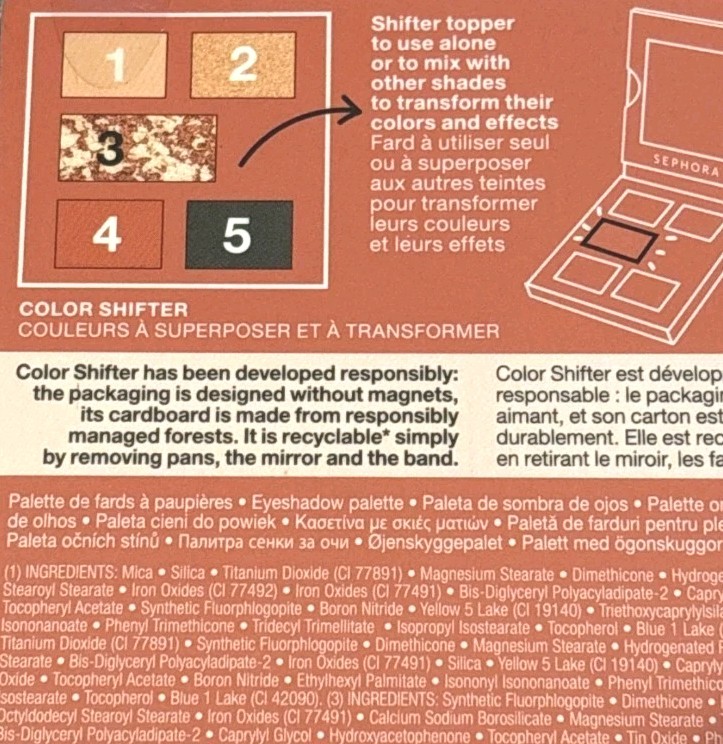 1
2
3
4
5
Shifter topper
to use alone
or to mix with
other shades
to transform their
colors and effects
Fard à utiliser seul
ou à superposer
aux autres teintes
pour transformer
leurs couleurs
et leurs effets
SEPHORA
COLOR SHIFTER
COULEURS À SUPERPOSER ET À TRANSFORMER
Color Shifter has been developed responsibly:
the packaging is designed without magnets,
its cardboard is made from responsibly
managed forests. It is recyclable* simply
by removing pans, the mirror and the band.
Color Shifter est dévelop
responsable : le packagin
aimant, et son carton est
durablement. Elle est rec
en retirant le miroir, les fa
Palette de fards à paupières • Eyeshadow palette • Paleta de sombra de ojos • Palette o
de olhos • Paleta cieni do powiek • Κασετίνα με σκιές ματιών • Paletă de farduri pentru pl
Paleta očních stínů • Палитра сенки за очи • Øjenskyggepalet • Palett med ögonskuggor
(1) INGREDIENTS: Mica • Silica • Titanium Dioxide (CI 77891) • Magnesium Stearate • Dimethicone • Hydroge
Stearoyl Stearate • Iron Oxides (CI 77492) • Iron Oxides (CI 77491) • Bis-Diglyceryl Polyacyladipate-2 • Capr
Tocopheryl Acetate • Synthetic Fluorphlogopite • Boron Nitride • Yellow 5 Lake (CI 19140) • Triethoxycaprylylsil
Isononanoate • Phenyl Trimethicone • Tridecyl Trimellitate • Isopropyl Isostearate • Tocopherol • Blue 1 Lake
Titanium Dioxide (CI 77891) • Synthetic Fluorphlogopite • Dimethicone • Magnesium Stearate • Hydrogenated
Stearate • Bis-Diglyceryl Polyacyladipate-2 • Iron Oxides (CI 77491) • Silica • Yellow 5 Lake (CI 19140) • Capryly
Oxide • Tocopheryl Acetate • Boron Nitride • Ethylhexyl Palmitate • Isononyl Isononanoate • Phenyl Trimethico
Isostearate • Tocopherol • Blue 1 Lake (CI 42090). (3) INGREDIENTS: Synthetic Fluorphlogopite • Dimethicone •
Octyldodecyl Stearoyl Stearate • Iron Oxides (CI 77491) • Calcium Sodium Borosilicate • Magnesium Stearate •
Bis-Diglyceryl Polyacyladipate-2 • Caprylyl Glycol • Hydroxyacetophenone • Tocopheryl Acetate • Tin Oxide • Ph